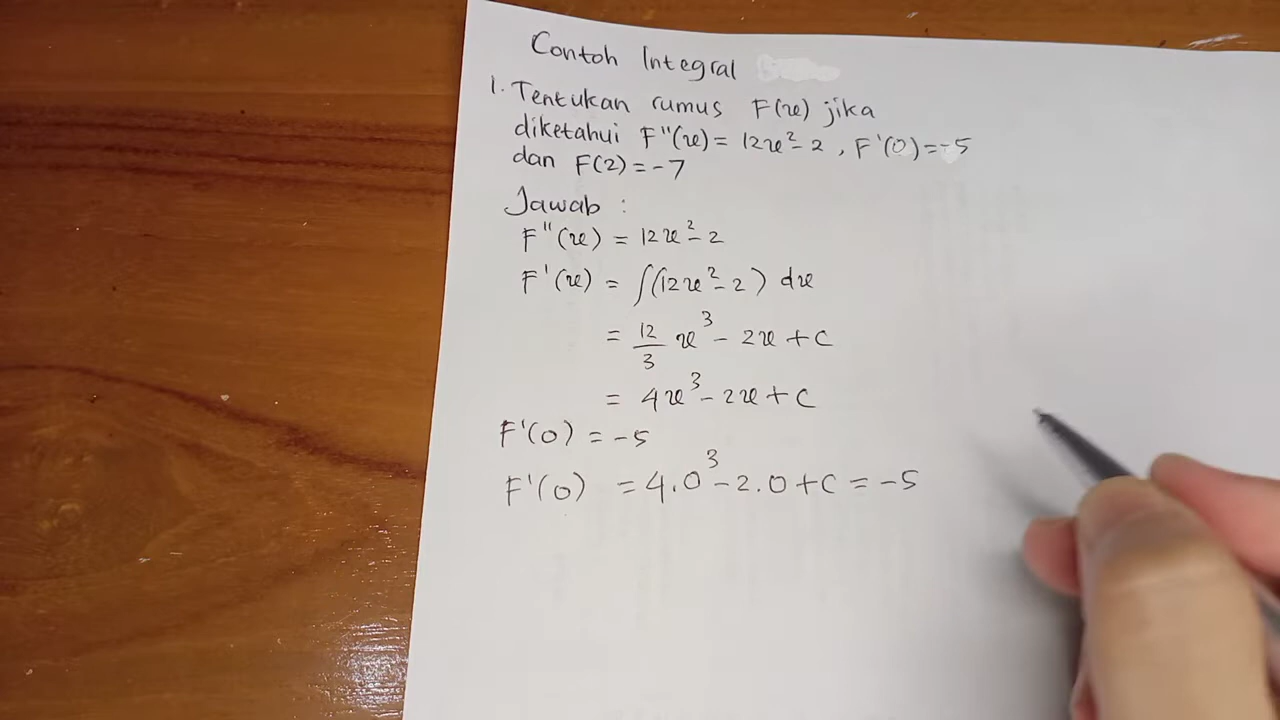 Contoh Integral
1. Tentukan rumus F(x) jika
diketahui F"(x) = 12x² - 2, F'(0) = -5
dan F(2) = -7
Jawab :
F"(x) = 12x² - 2
F'(x) = ∫(12x² - 2) dx
= 12/3 x³ - 2x + C
= 4x³ - 2x + C
F'(0) = -5
F'(0) = 4.0³ - 2.0 + C = -5